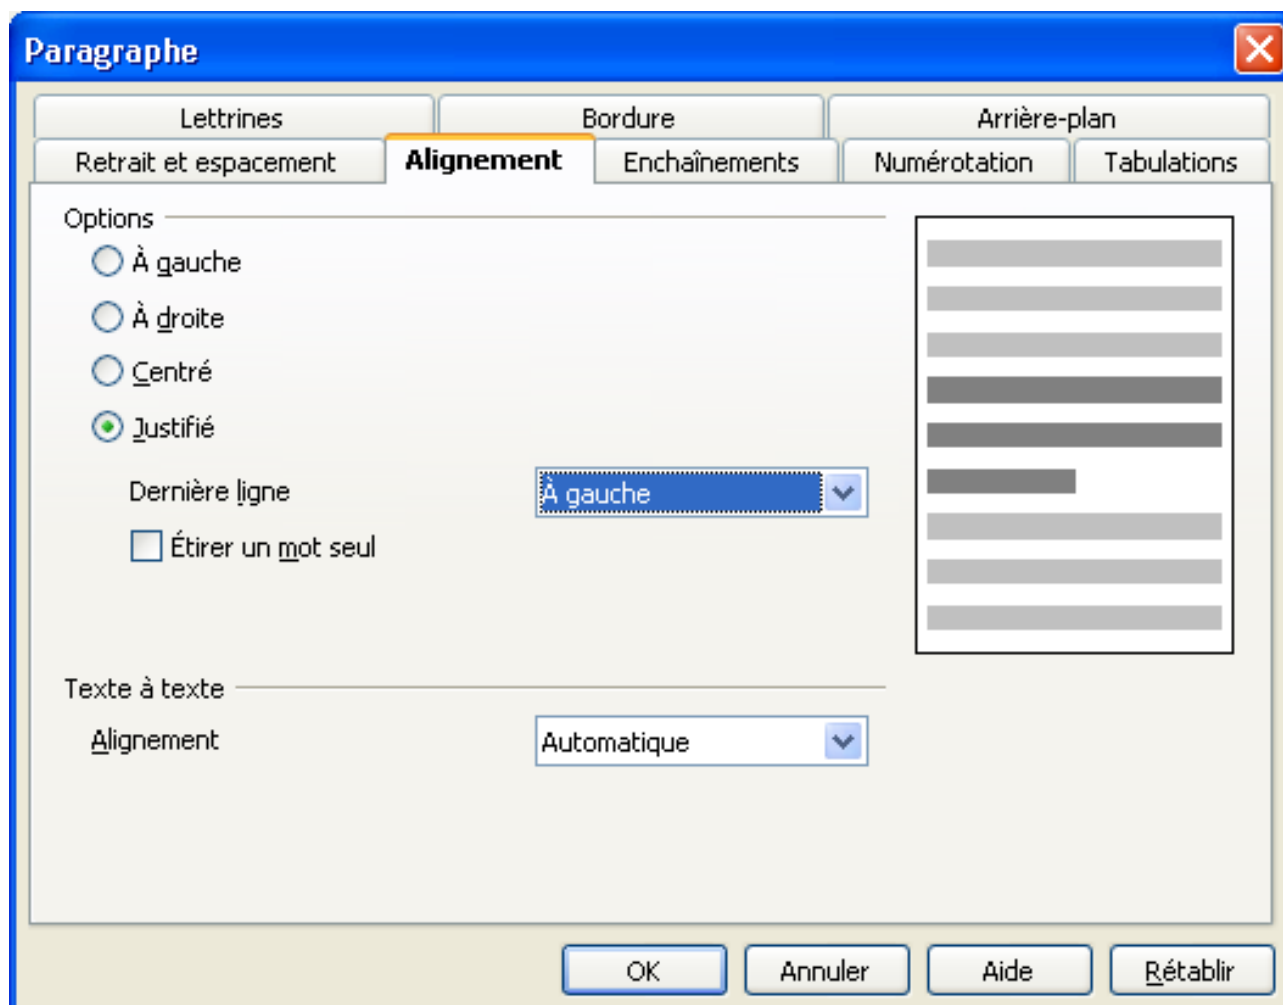 Paragraphe
Lettrines Bordure Arrière-plan
Retrait et espacement Alignement Enchaînements Numérotation Tabulations
Options
À gauche
À droite
Centré
Justifié
Dernière ligne À gauche
Étirer un mot seul
Texte à texte
Alignement Automatique
OK Annuler Aide Rétablir